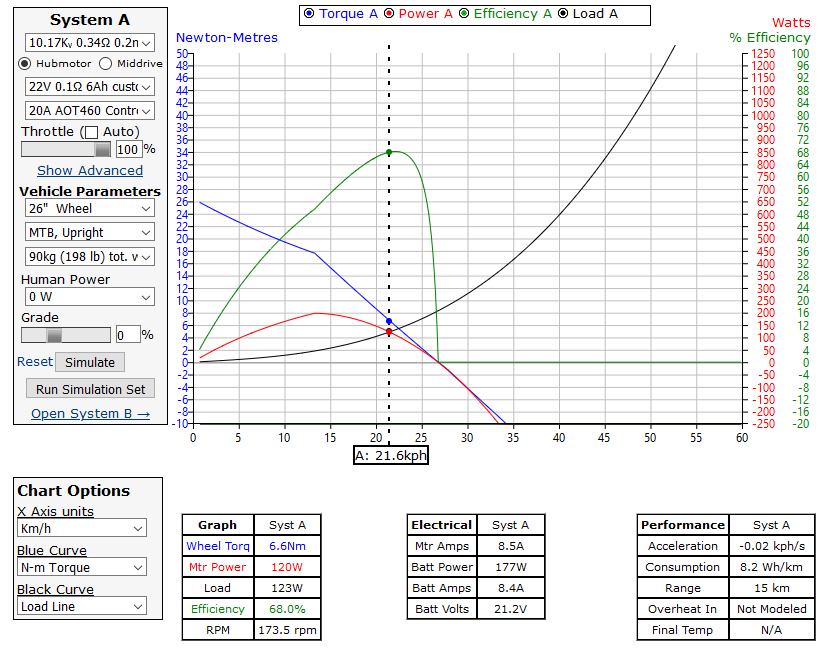 System A
10.17Kv 0.34Ω 0.2n
Hubmotor Middrive
22V 0.1Ω 6Ah custo
20A AOT460 Contro
Throttle ( Auto)
100 %
Show Advanced
Vehicle Parameters
26" Wheel
MTB, Upright
90kg (198 lb) tot. w
Human Power
0 W
Grade
0 %
Reset Simulate
Run Simulation Set
Open System B →
Torque A Power A Efficiency A Load A
Newton-Metres
Watts
% Efficiency
50 1250 100
48 1200 96
46 1150 92
44 1100 88
42 1050 84
40 1000 80
38 950 76
36 900 72
34 850 68
32 800 64
30 750 60
28 700 56
26 650 52
24 600 48
22 550 44
20 500 40
18 450 36
16 400 32
14 350 28
12 300 24
10 250 20
8 200 16
6 150 12
4 100 8
2 50 4
0 0 0
-2 -50 -4
-4 -100 -8
-6 -150 -12
-8 -200 -16
-10 -250 -20
0 5 10 15 20 25 30 35 40 45 50 55 60
A: 21.6kph
Chart Options
X Axis units
Km/h
Blue Curve
N-m Torque
Black Curve
Load Line
Graph Syst A
Wheel Torq 6.6Nm
Mtr Power 120W
Load 123W
Efficiency 68.0%
RPM 173.5 rpm
Electrical Syst A
Mtr Amps 8.5A
Batt Power 177W
Batt Amps 8.4A
Batt Volts 21.2V
Performance Syst A
Acceleration -0.02 kph/s
Consumption 8.2 Wh/km
Range 15 km
Overheat In Not Modeled
Final Temp N/A